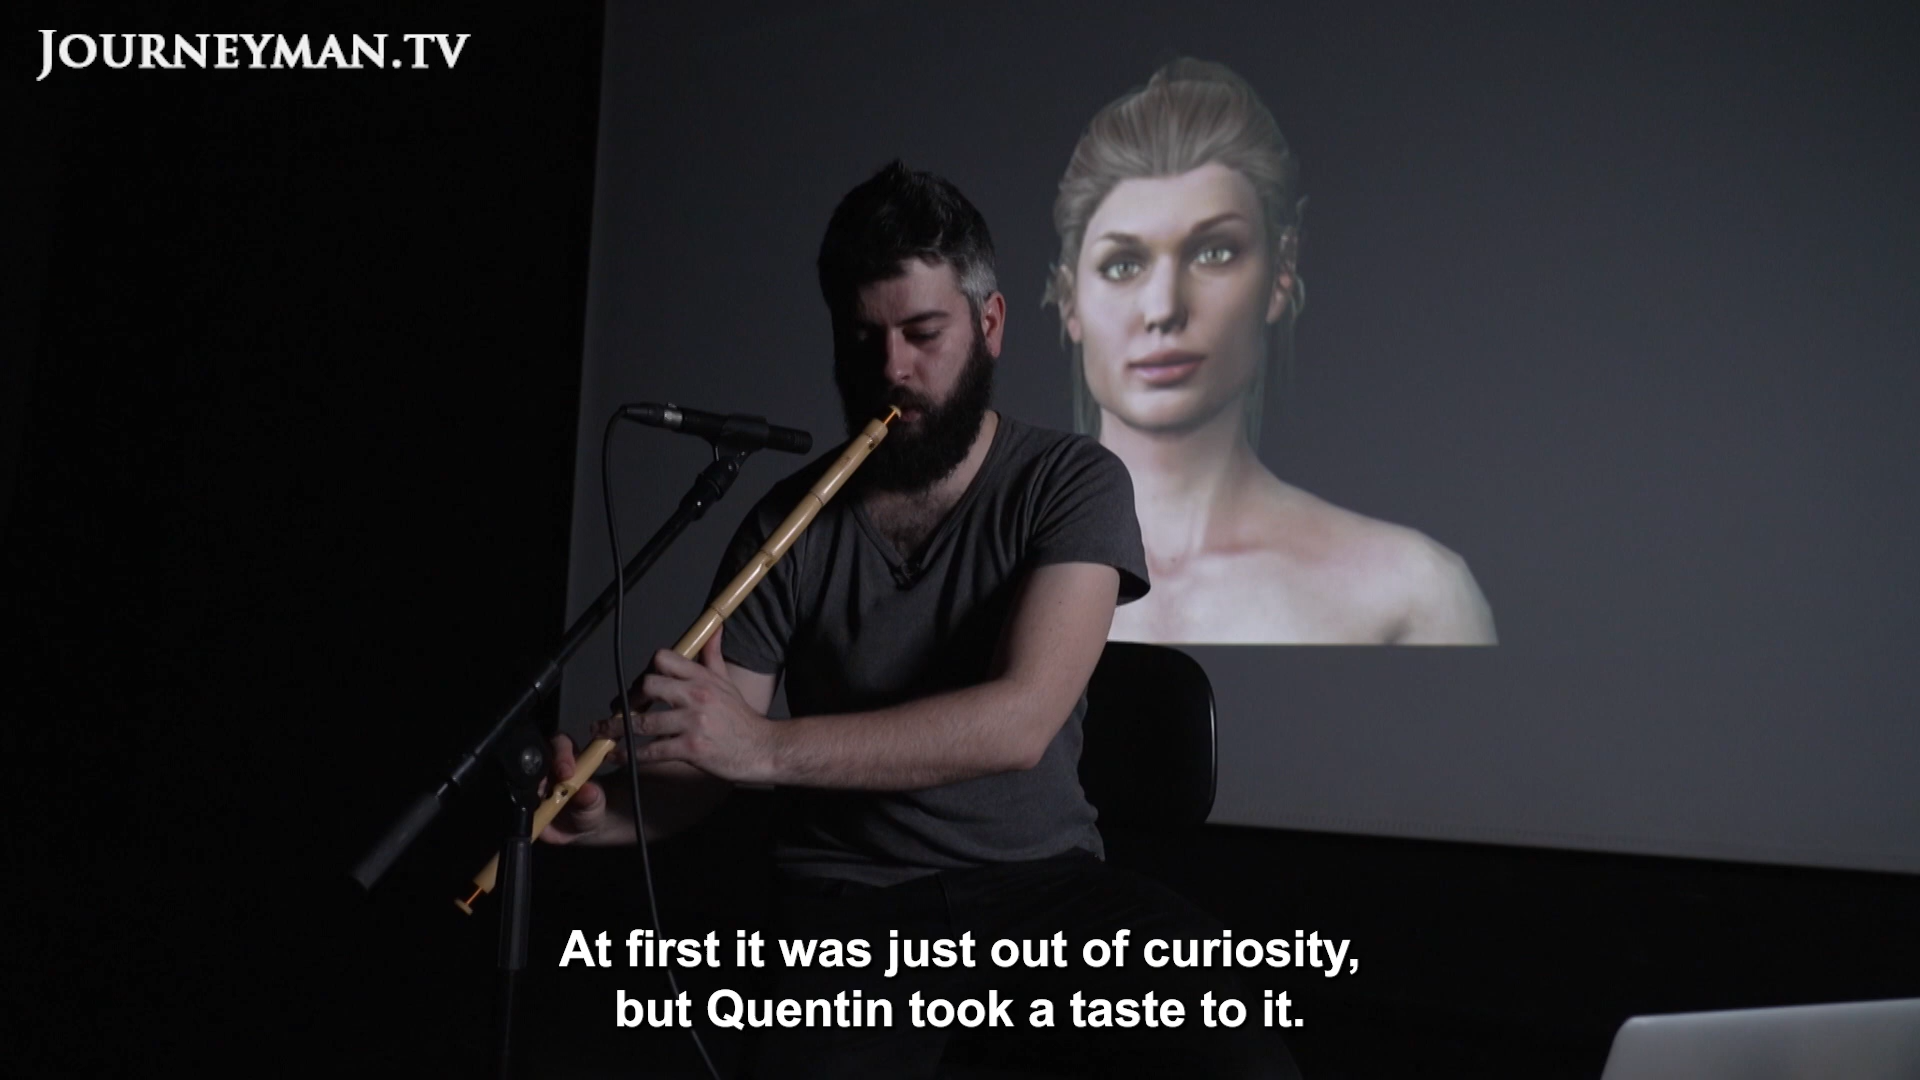 JOURNEYMAN.TV
At first it was just out of curiosity,
but Quentin took a taste to it.